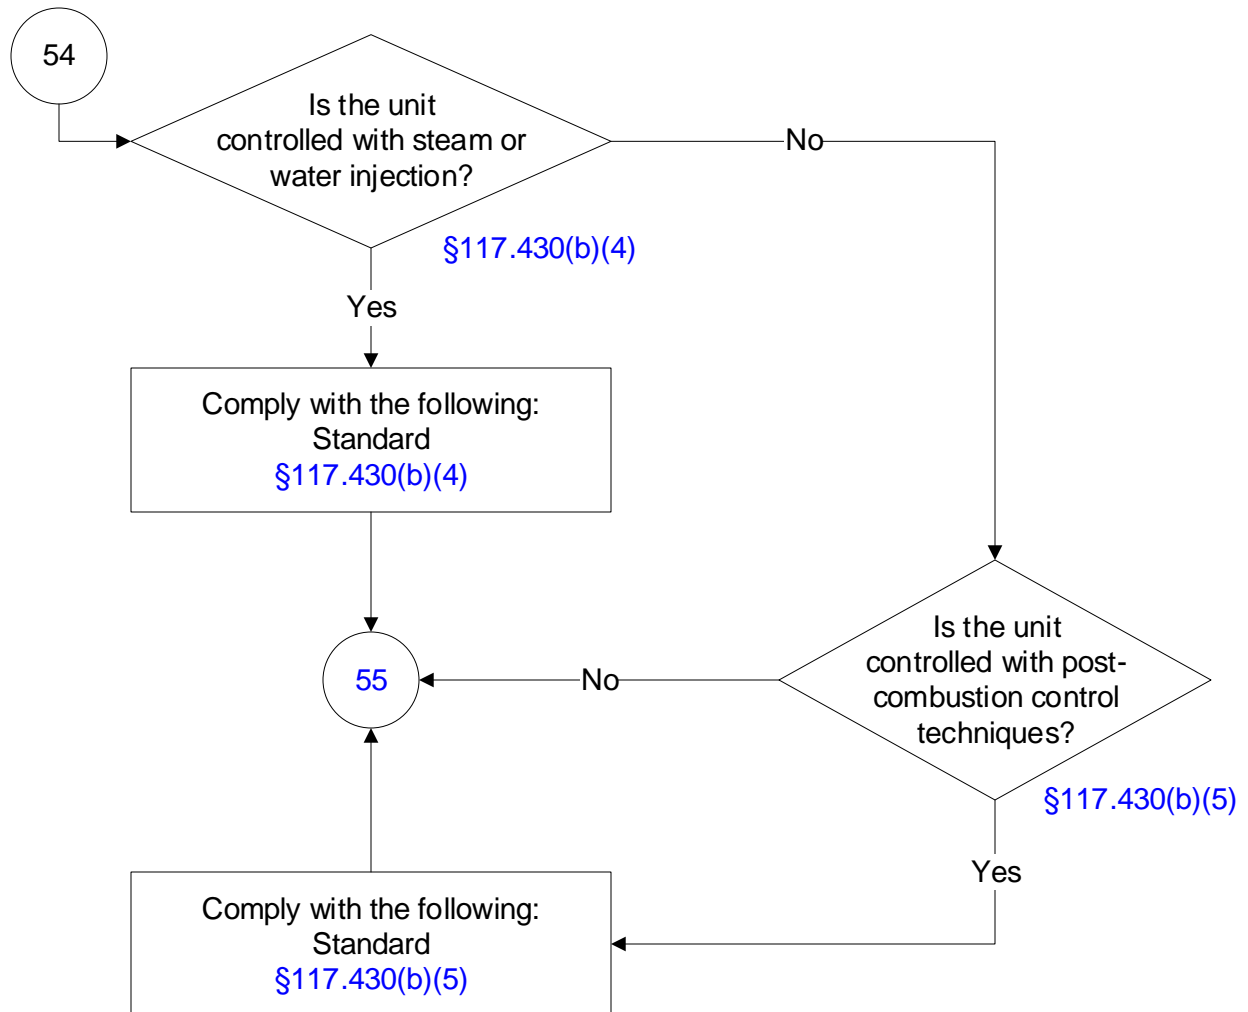 54
Is the unit
controlled with steam or
water injection?
No
§117.430(b)(4)
Yes
Comply with the following:
Standard
§117.430(b)(4)
Is the unit
controlled with post-
combustion control
techniques?
55
No
§117.430(b)(5)
Yes
Comply with the following:
Standard
§117.430(b)(5)